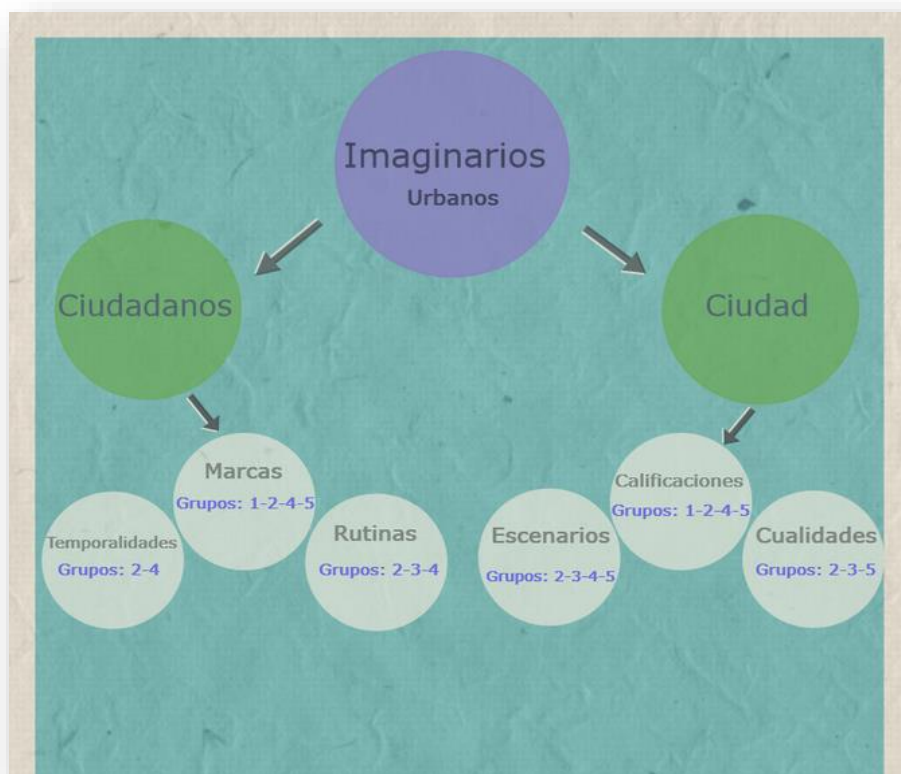 Imaginarios
Urbanos
Ciudadanos
Ciudad
Marcas
Grupos: 1-2-4-5
Temporalidades
Grupos: 2-4
Rutinas
Grupos: 2-3-4
Calificaciones
Grupos: 1-2-4-5
Escenarios
Grupos: 2-3-4-5
Cualidades
Grupos: 2-3-5